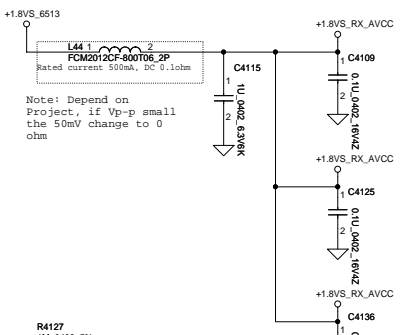 +1.8VS_6513
+1.8VS_RX_AVCC
L44 1 2
FCM2012CF-800T06_2P
Rated current 500mA, DC 0.1ohm
Note: Depend on
Project, if Vp-p small
the 50mV change to 0
ohm
C4115
1
2
1U_0402_6.3V6K
C4109
1
2
0.1U_0402_16V4Z
+1.8VS_RX_AVCC
C4125
1
2
0.1U_0402_16V4Z
+1.8VS_RX_AVCC
C4136
1
R4127